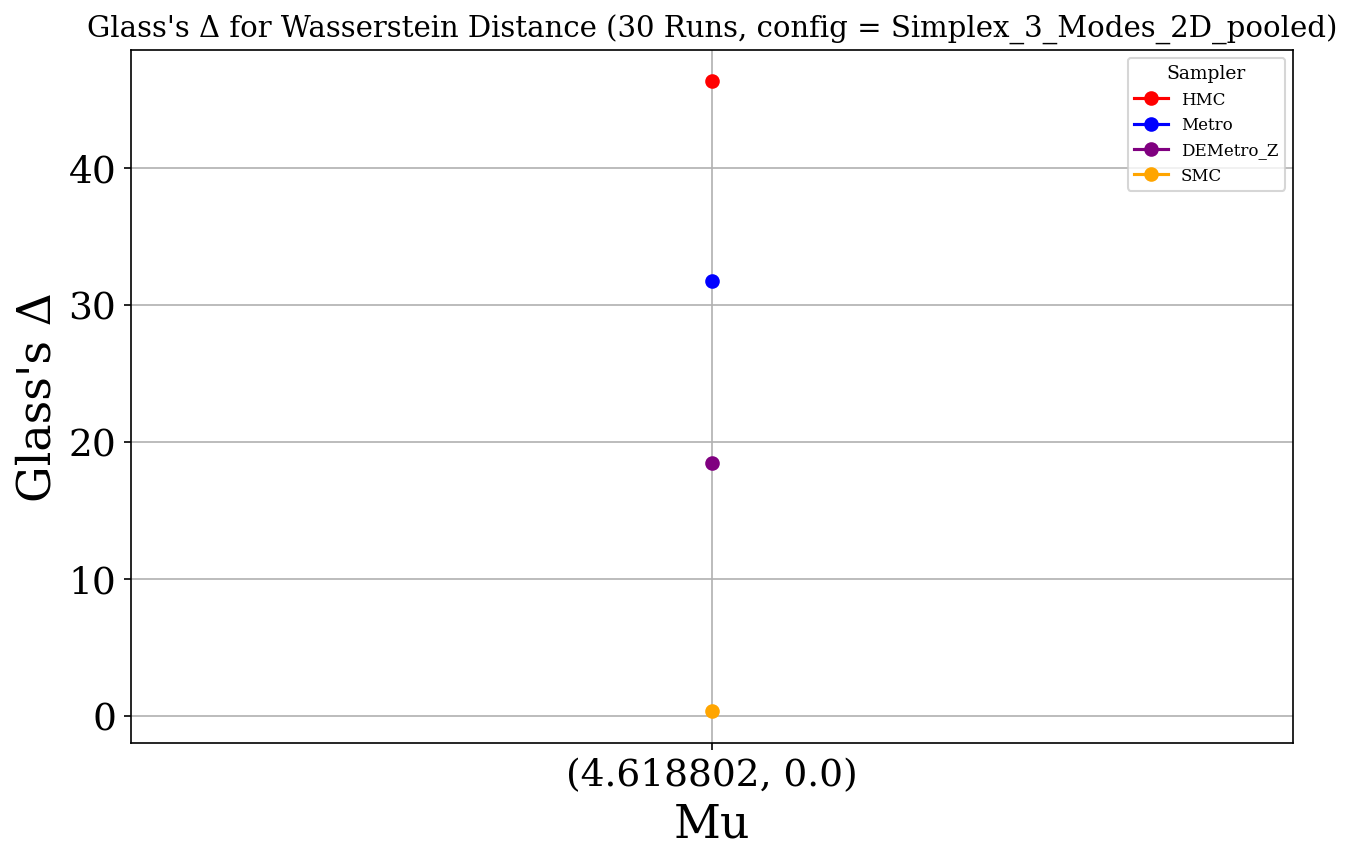 Glass's Δ for Wasserstein Distance (30 Runs, config = Simplex_3_Modes_2D_pooled)
Sampler
HMC
Metro
DEMetro_Z
SMC
Glass's Δ
40
30
20
10
0
(4.618802, 0.0)
Mu